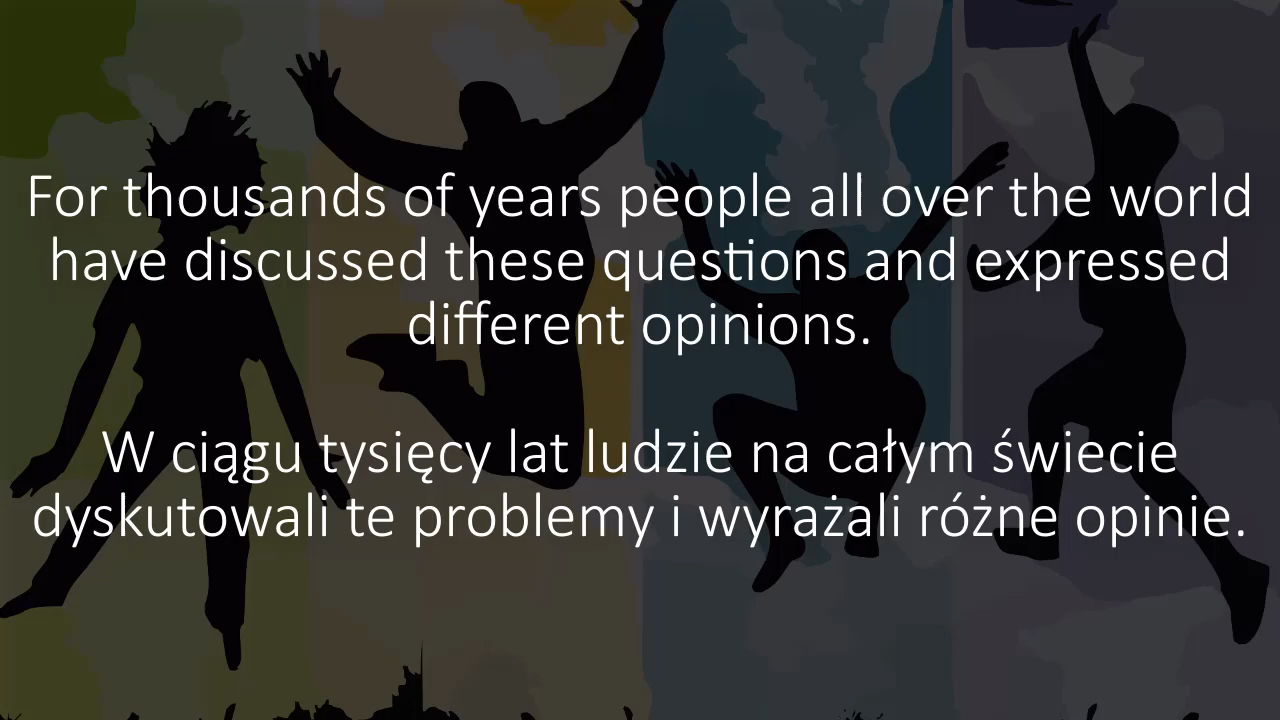 For thousands of years people all over the world
have discussed these questions and expressed
different opinions.
W ciągu tysięcy lat ludzie na całym świecie
dyskutowali te problemy i wyrażali różne opinie.